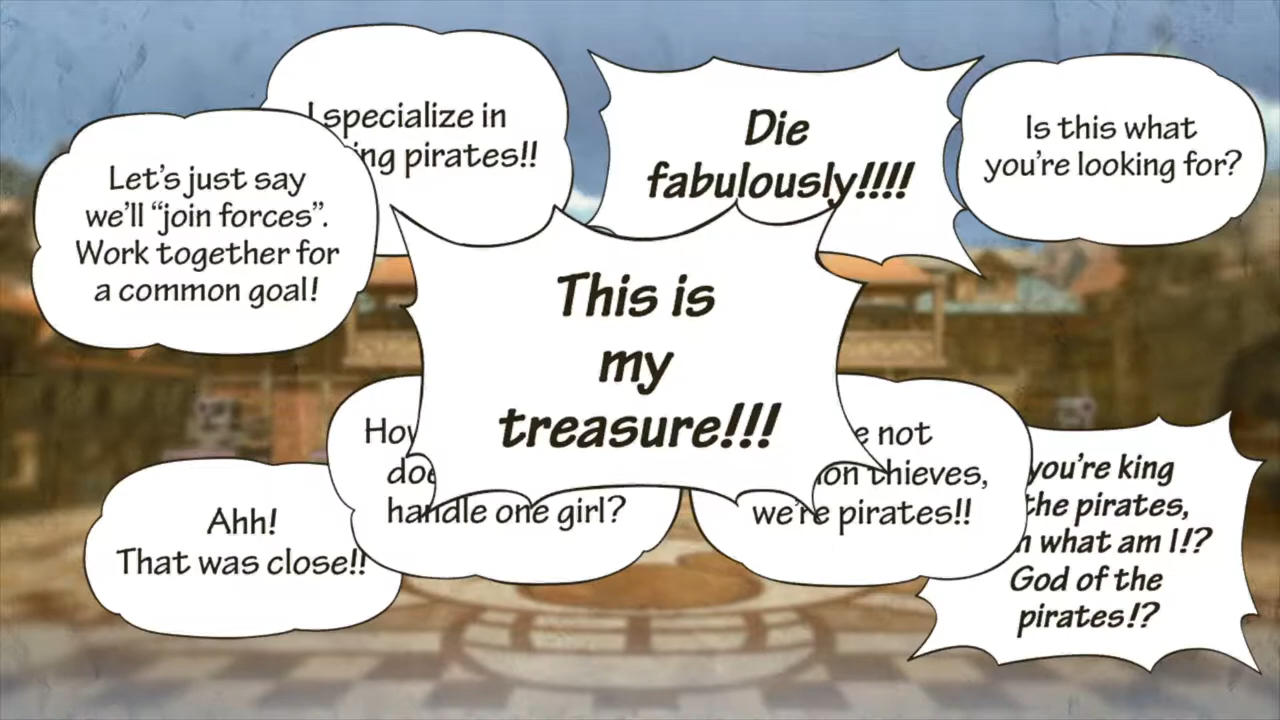 I specialize in
ing pirates!!
Die
fabulously!!!!
Is this what
you're looking for?
Let's just say
we'll “join forces”.
Work together for
a common goal!
This is
my
treasure!!!
handle one girl?
not
thieves,
we're pirates!!
you're king
the pirates,
what am I!?
God of the
pirates!?
Ahh!
That was close!!